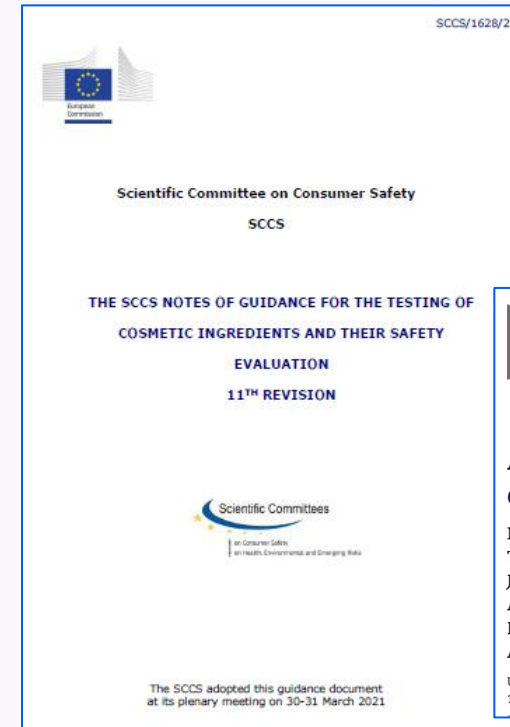 SCCS/1628/2
European
Commission
Scientific Committee on Consumer Safety
SCCS
THE SCCS NOTES OF GUIDANCE FOR THE TESTING OF
COSMETIC INGREDIENTS AND THEIR SAFETY
EVALUATION
11TH REVISION
Scientific Committees
on Consumer Safety
on Health, Environmental and Emerging Risks
The SCCS adopted this guidance document
at its plenary meeting on 30-31 March 2021